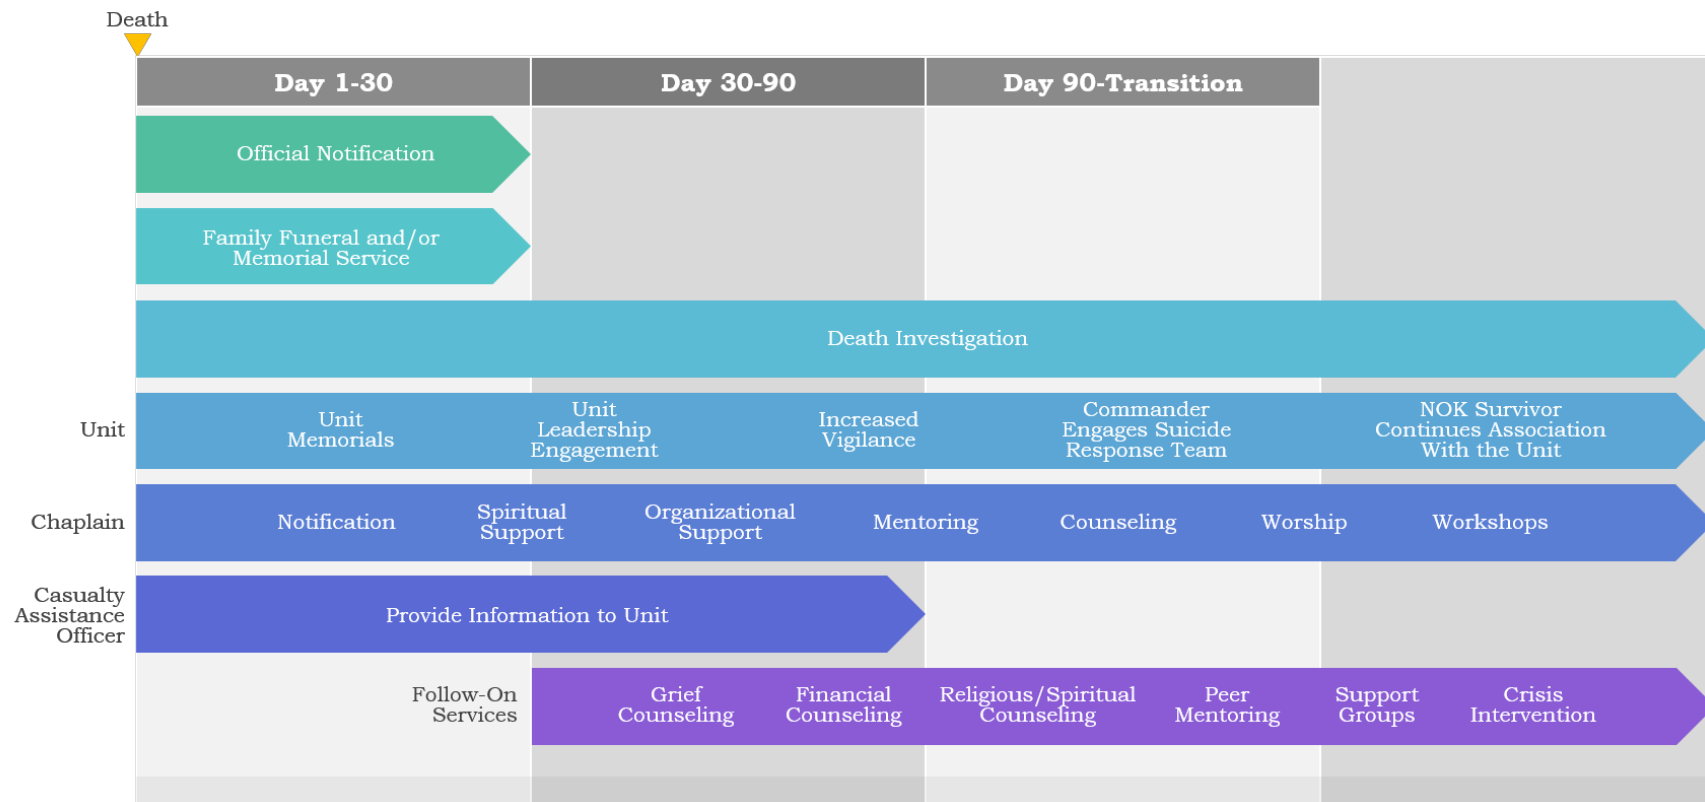 Death
Day 1-30
Day 30-90
Day 90-Transition
Official Notification
Family Funeral and/or
Memorial Service
Death Investigation
Unit
Unit
Memorials
Unit
Leadership
Engagement
Increased
Vigilance
Commander
Engages Suicide
Response Team
NOK Survivor
Continues Association
With the Unit
Chaplain
Notification
Spiritual
Support
Organizational
Support
Mentoring
Counseling
Worship
Workshops
Casualty
Assistance
Officer
Provide Information to Unit
Follow-On
Services
Grief
Counseling
Financial
Counseling
Religious/Spiritual
Counseling
Peer
Mentoring
Support
Groups
Crisis
Intervention